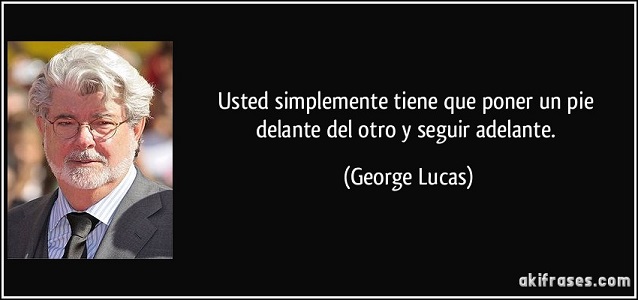 Usted simplemente tiene que poner un pie
delante del otro y seguir adelante.
(George Lucas)
akifrases.com